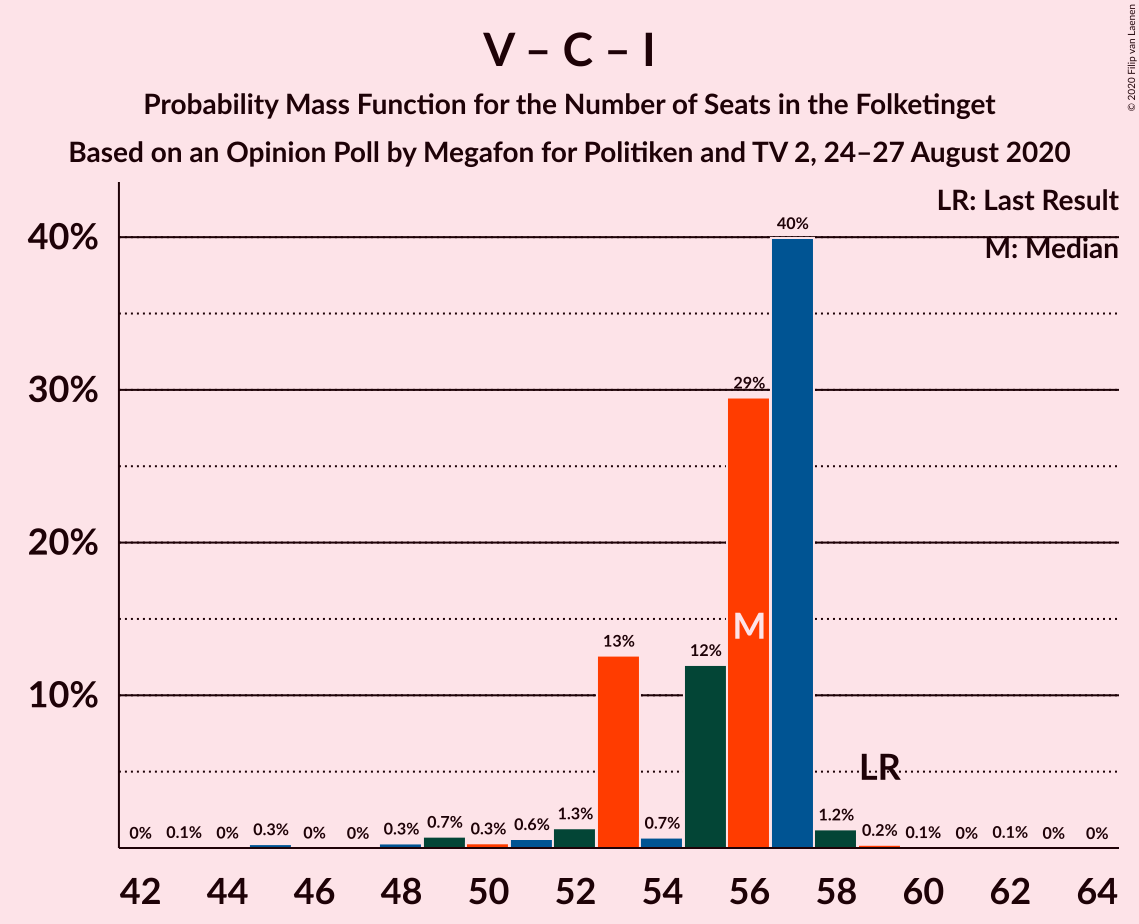 V – C – I
Probability Mass Function for the Number of Seats in the Folketinget
Based on an Opinion Poll by Megafon for Politiken and TV 2, 24–27 August 2020
© 2020 Filip van Laenen
LR: Last Result
M: Median
40%
30%
20%
10%
0% 0.1% 0% 0.3% 0% 0% 0.3% 0.7% 0.3% 0.6% 1.3% 13% 0.7% 12% 29% 40% 1.2% 0.2% 0.1% 0% 0.1% 0% 0%
M
LR
42 44 46 48 50 52 54 56 58 60 62 64